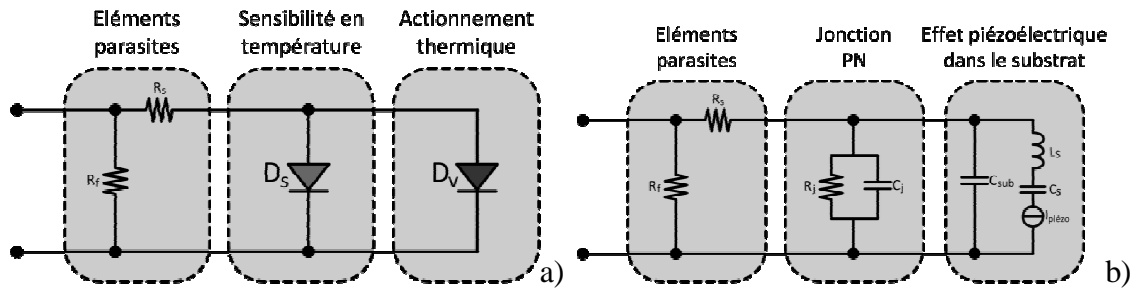 Eléments
parasites
Sensibilité en
température
Actionnement
thermique
Rs
Rf
DS
DV
a)
Eléments
parasites
Jonction
PN
Effet piézoélectrique
dans le substrat
Rs
Rf
Rj
Cj
Csub
LS
CS
Ipiézo
b)